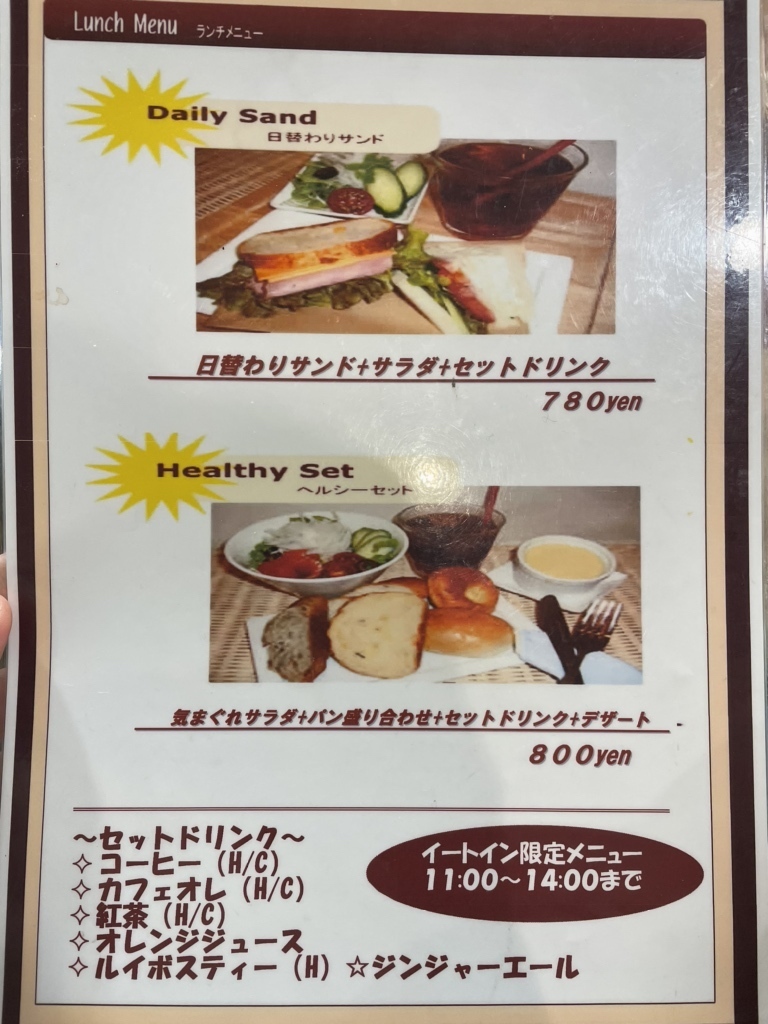 Lunch Menu ランチメニュー
Daily Sand
日替わりサンド
日替わりサンド+サラダ+セットドリンク
780yen
Healthy Set
ヘルシーセット
気まぐれサラダ+パン盛り合わせ+セットドリンク+デザート
800yen
～セットドリンク～
✧コーヒー (H/C)
✧カフェオレ (H/C)
✧紅茶 (H/C)
✧オレンジジュース
✧ルイボスティー (H) ☆ジンジャーエール
イートイン限定メニュー
11:00～14:00まで